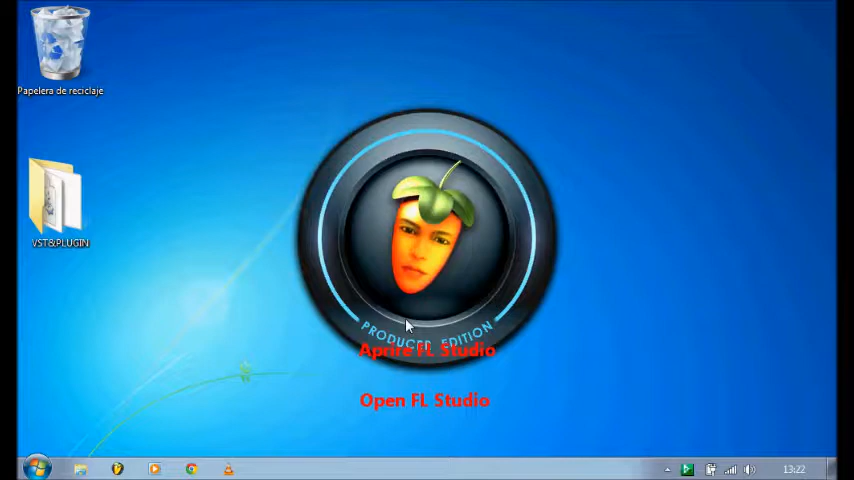 Papelera de reciclaje
VST&PLUGIN
PRODUCER EDITION
Aprire FL Studio
Open FL Studio
13:22